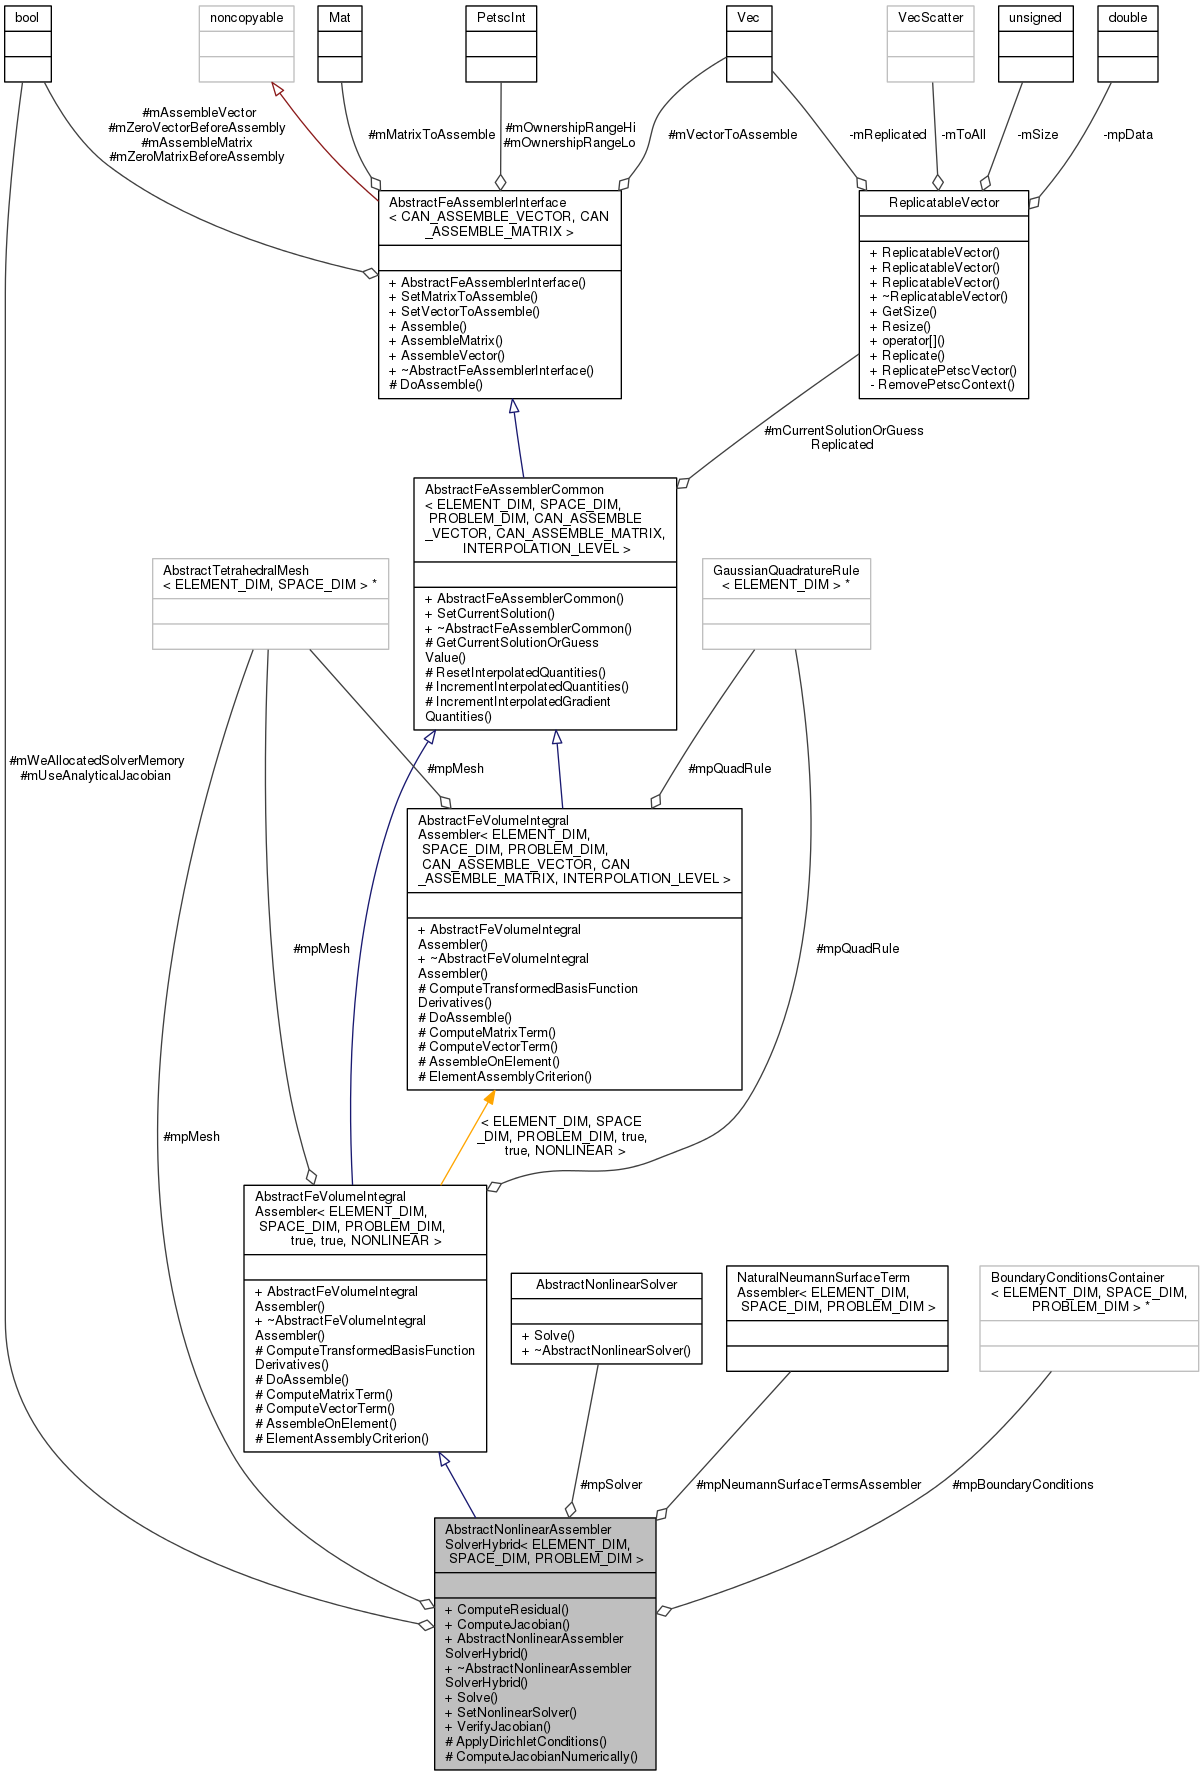 bool
noncopyable
Mat
PetscInt
Vec
VecScatter
unsigned
double
#mAssembleVector
#mZeroVectorBeforeAssembly
#mAssembleMatrix
#mZeroMatrixBeforeAssembly
#mMatrixToAssemble
#mOwnershipRangeHi
#mOwnershipRangeLo
#mVectorToAssemble
-mReplicated
-mToAll
-mSize
-mpData
AbstractFeAssemblerInterface
< CAN_ASSEMBLE_VECTOR, CAN
_ASSEMBLE_MATRIX >
+ AbstractFeAssemblerInterface()
+ SetMatrixToAssemble()
+ SetVectorToAssemble()
+ Assemble()
+ AssembleMatrix()
+ AssembleVector()
+ ~AbstractFeAssemblerInterface()
# DoAssemble()
ReplicatableVector
+ ReplicatableVector()
+ ReplicatableVector()
+ ReplicatableVector()
+ ~ReplicatableVector()
+ GetSize()
+ Resize()
+ operator[]()
+ Replicate()
+ ReplicatePetscVector()
- RemovePetscContext()
#mCurrentSolutionOrGuess
Replicated
AbstractFeAssemblerCommon
< ELEMENT_DIM, SPACE_DIM,
PROBLEM_DIM, CAN_ASSEMBLE
_VECTOR, CAN_ASSEMBLE_MATRIX,
INTERPOLATION_LEVEL >
+ AbstractFeAssemblerCommon()
+ SetCurrentSolution()
+ ~AbstractFeAssemblerCommon()
# GetCurrentSolutionOrGuess
Value()
# ResetInterpolatedQuantities()
# IncrementInterpolatedQuantities()
# IncrementInterpolatedGradient
Quantities()
AbstractTetrahedralMesh
< ELEMENT_DIM, SPACE_DIM > *
GaussianQuadratureRule
< ELEMENT_DIM > *
#mWeAllocatedSolverMemory
#mUseAnalyticalJacobian
#mpMesh
#mpQuadRule
AbstractFeVolumeIntegral
Assembler< ELEMENT_DIM,
SPACE_DIM, PROBLEM_DIM,
CAN_ASSEMBLE_VECTOR, CAN
_ASSEMBLE_MATRIX, INTERPOLATION_LEVEL >
+ AbstractFeVolumeIntegral
Assembler()
+ ~AbstractFeVolumeIntegral
Assembler()
# ComputeTransformedBasisFunction
Derivatives()
# DoAssemble()
# ComputeMatrixTerm()
# ComputeVectorTerm()
# AssembleOnElement()
# ElementAssemblyCriterion()
#mpMesh
#mpQuadRule
#mpMesh
< ELEMENT_DIM, SPACE
_DIM, PROBLEM_DIM, true,
true, NONLINEAR >
AbstractFeVolumeIntegral
Assembler< ELEMENT_DIM,
SPACE_DIM, PROBLEM_DIM,
true, true, NONLINEAR >
+ AbstractFeVolumeIntegral
Assembler()
+ ~AbstractFeVolumeIntegral
Assembler()
# ComputeTransformedBasisFunction
Derivatives()
# DoAssemble()
# ComputeMatrixTerm()
# ComputeVectorTerm()
# AssembleOnElement()
# ElementAssemblyCriterion()
AbstractNonlinearSolver
+ Solve()
+ ~AbstractNonlinearSolver()
NaturalNeumannSurfaceTerm
Assembler< ELEMENT_DIM,
SPACE_DIM, PROBLEM_DIM >
BoundaryConditionsContainer
< ELEMENT_DIM, SPACE_DIM,
PROBLEM_DIM > *
#mpSolver
#mpNeumannSurfaceTermsAssembler
#mpBoundaryConditions
AbstractNonlinearAssembler
SolverHybrid< ELEMENT_DIM,
SPACE_DIM, PROBLEM_DIM >
+ ComputeResidual()
+ ComputeJacobian()
+ AbstractNonlinearAssembler
SolverHybrid()
+ ~AbstractNonlinearAssembler
SolverHybrid()
+ Solve()
+ SetNonlinearSolver()
+ VerifyJacobian()
# ApplyDirichletConditions()
# ComputeJacobianNumerically()